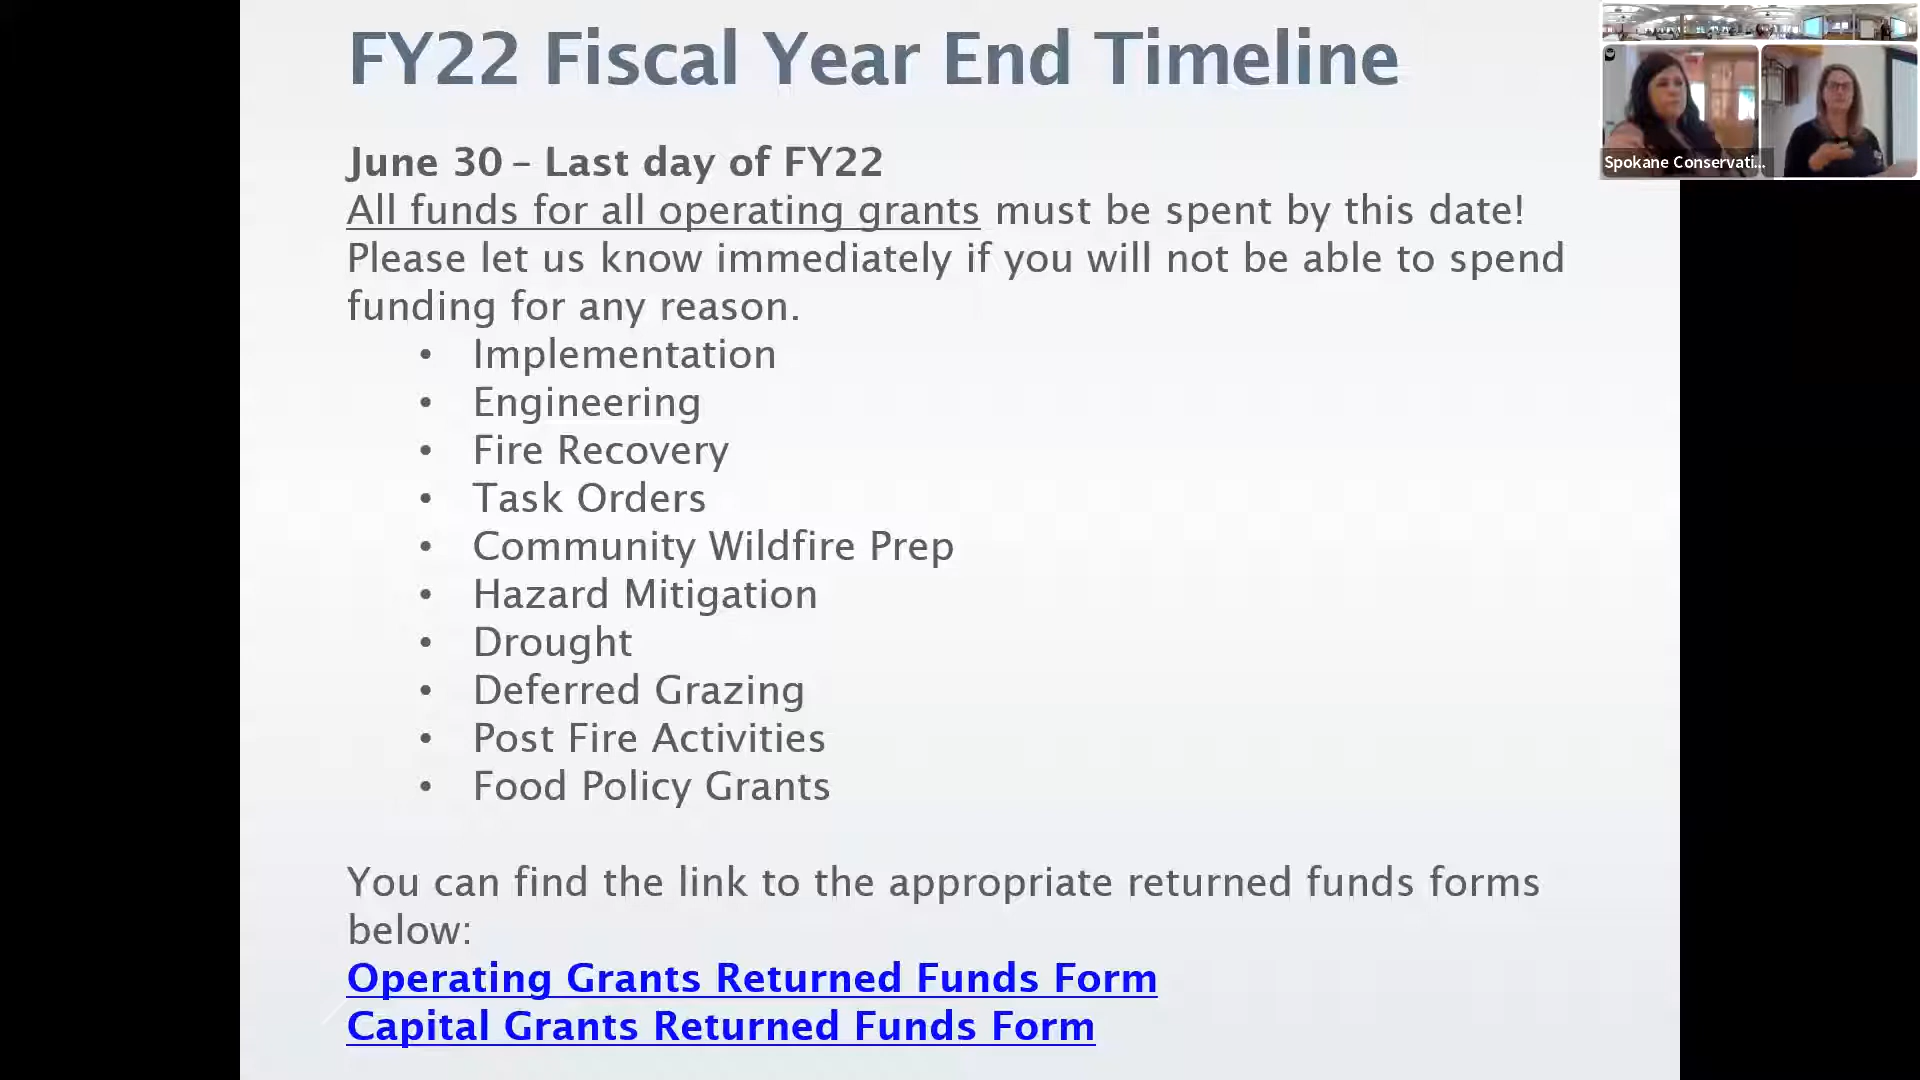 FY22 Fiscal Year End Timeline
June 30 – Last day of FY22
All funds for all operating grants must be spent by this date!
Please let us know immediately if you will not be able to spend
funding for any reason.
• Implementation
• Engineering
• Fire Recovery
• Task Orders
• Community Wildfire Prep
• Hazard Mitigation
• Drought
• Deferred Grazing
• Post Fire Activities
• Food Policy Grants
You can find the link to the appropriate returned funds forms
below:
Operating Grants Returned Funds Form
Capital Grants Returned Funds Form
Spokane Conservati...